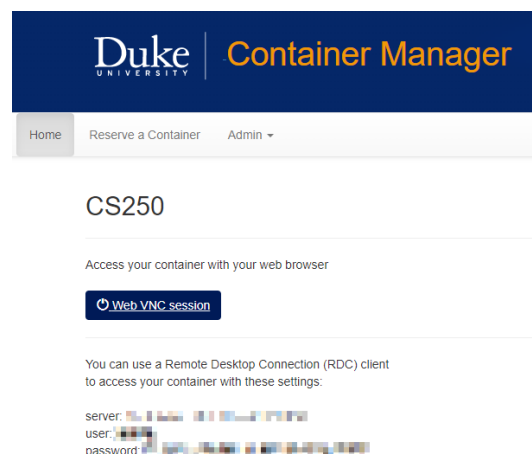 Duke
UNIVERSITY
Container Manager
Home Reserve a Container Admin
CS250
Access your container with your web browser
Web VNC session
You can use a Remote Desktop Connection (RDC) client
to access your container with these settings:
server:
user:
password: